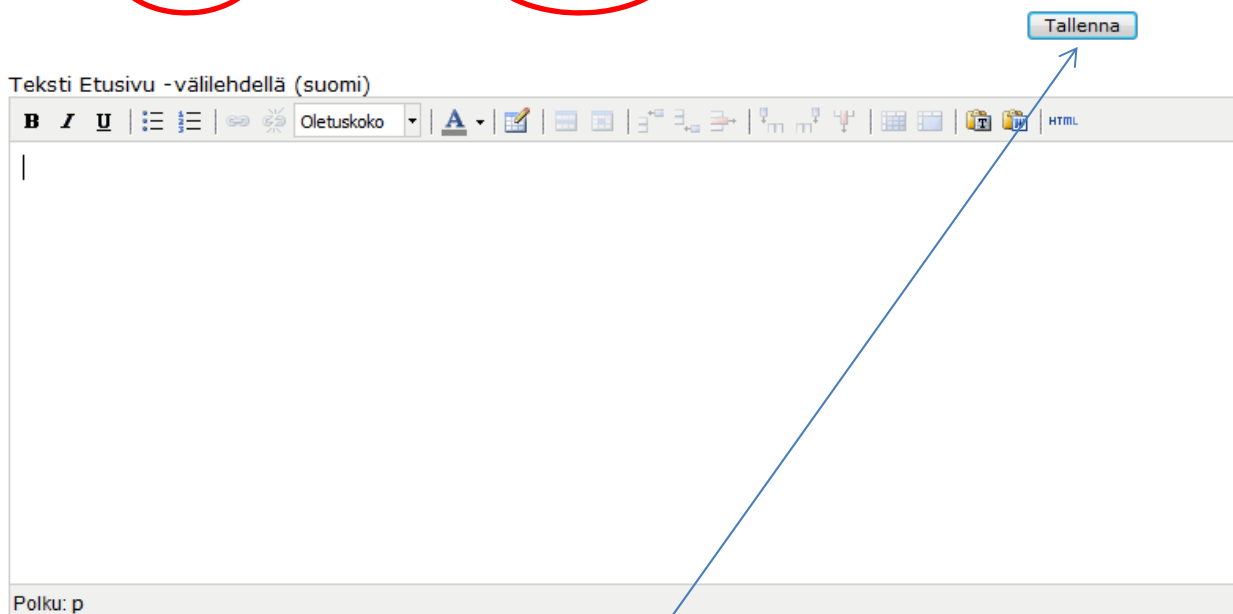 Tallenna
Teksti Etusivu -välilehdellä (suomi)
B I U Oletuskoko A T W HTML
Polku: p